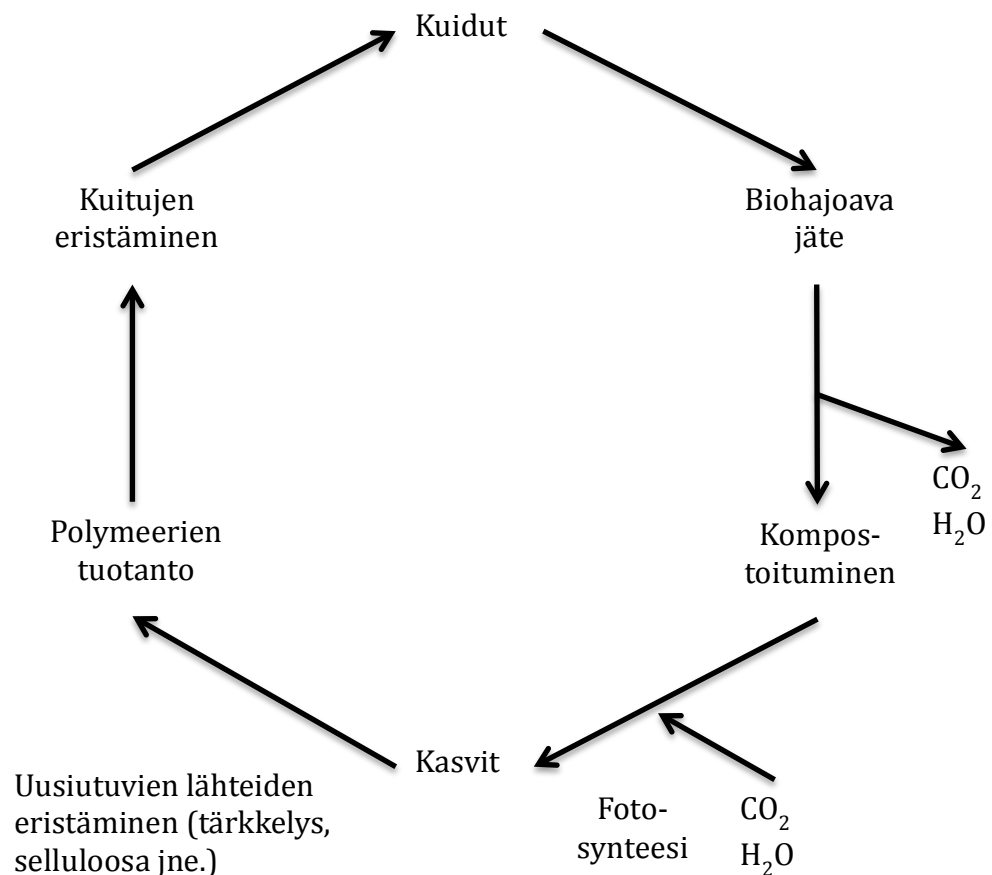 Kuidut
Kuitujen
eristäminen
Biohajoava
jäte
CO₂
H₂O
Polymeerien
tuotanto
Kompos-
toituminen
Kasvit
Uusiutuvien lähteiden
eristäminen (tärkkelys,
selluloosa jne.)
Foto-
synteesi
CO₂
H₂O